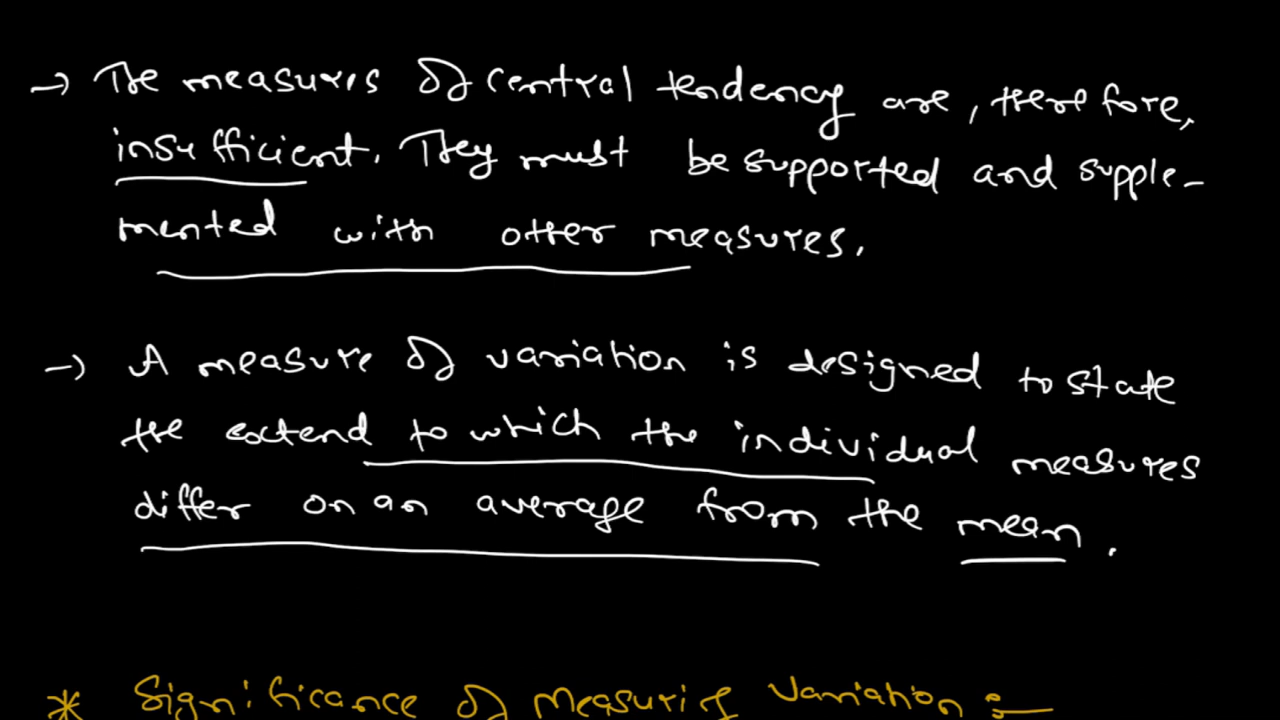 → The measures of central tendency are, therefore,
insufficient. They must be supported and supple-
mented with other measures.
→ A measure of variation is designed to state
the extend to which the individual measures
differ on an average from the mean.
* Significance of Measuring Variation :-